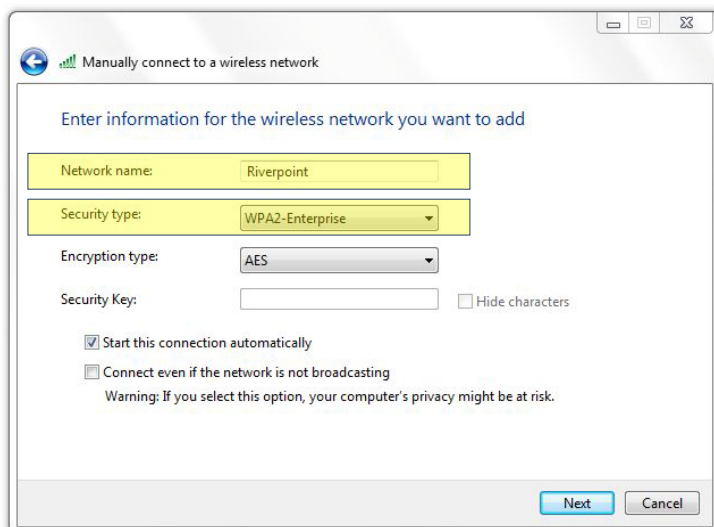 Manually connect to a wireless network
Enter information for the wireless network you want to add
Network name: Riverpoint
Security type: WPA2-Enterprise
Encryption type: AES
Security Key: Hide characters
Start this connection automatically
Connect even if the network is not broadcasting
Warning: If you select this option, your computer's privacy might be at risk.
Next Cancel